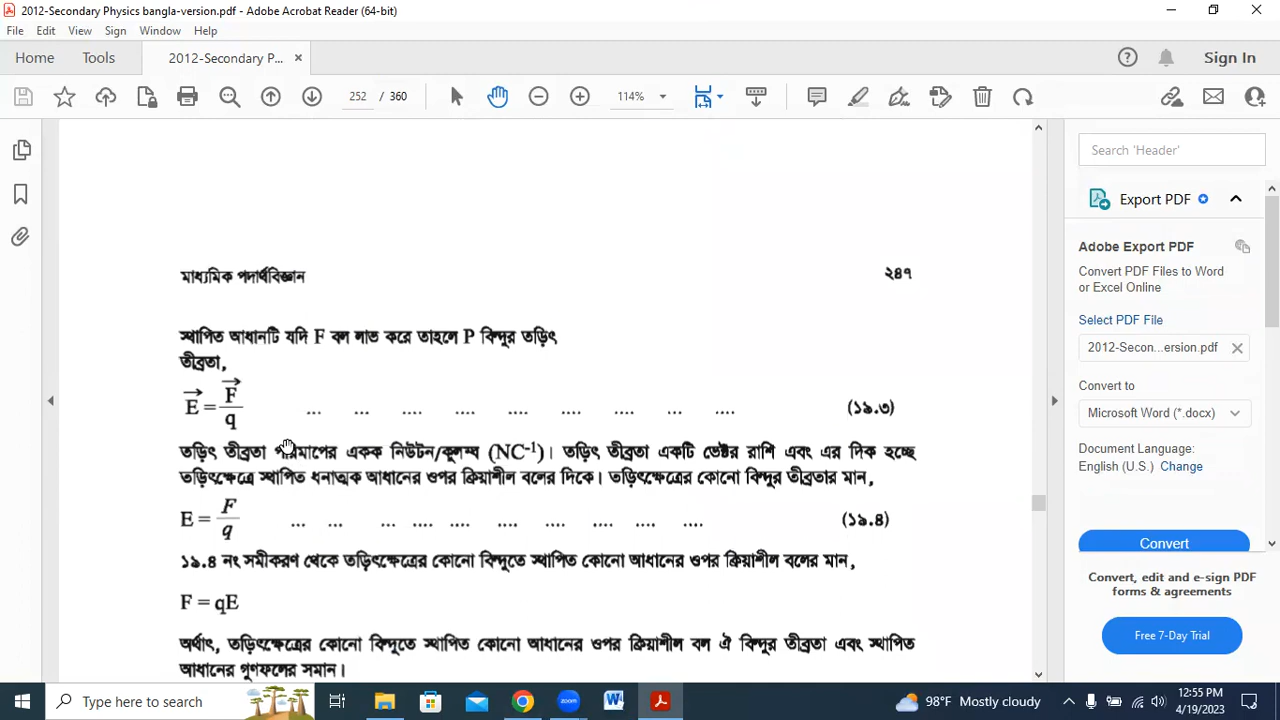 2012-Secondary Physics bangla-version.pdf - Adobe Acrobat Reader (64-bit)
File Edit View Sign Window Help
Home Tools 2012-Secondary P... × Sign In
252 / 360 114%
Search 'Header'
Export PDF
Adobe Export PDF
Convert PDF Files to Word
or Excel Online
Select PDF File
2012-Secon...ersion.pdf
Convert to
Microsoft Word (*.docx)
Document Language:
English (U.S.) Change
Convert
Convert, edit and e-sign PDF
forms & agreements
Free 7-Day Trial
মাধ্যমিক পদার্থবিজ্ঞান ২৪৭
স্থাপিত আধানটি যদি F বল লাভ করে তাহলে P বিন্দুর তড়িৎ
তীব্রতা,
E = F/q ... ... .... .... .... .... .... ... .... (১৯.৩)
তড়িৎ তীব্রতা পরিমাপের একক নিউটন/কুলম্ব (NC⁻¹)। তড়িৎ তীব্রতা একটি ভেক্টর রাশি এবং এর দিক হচ্ছে
তড়িৎক্ষেত্রে স্থাপিত ধনাত্মক আধানের ওপর ক্রিয়াশীল বলের দিকে। তড়িৎক্ষেত্রের কোনো বিন্দুর তীব্রতার মান,
E = F/q ... ... ... .... .... .... .... .... .... .... (১৯.৪)
১৯.৪ নং সমীকরণ থেকে তড়িৎক্ষেত্রের কোনো বিন্দুতে স্থাপিত কোনো আধানের ওপর ক্রিয়াশীল বলের মান,
F = qE
অর্থাৎ, তড়িৎক্ষেত্রের কোনো বিন্দুতে স্থাপিত কোনো আধানের ওপর ক্রিয়াশীল বল ঐ বিন্দুর তীব্রতা এবং স্থাপিত
আধানের গুণফলের সমান।
Type here to search 98°F Mostly cloudy 12:55 PM
4/19/2023